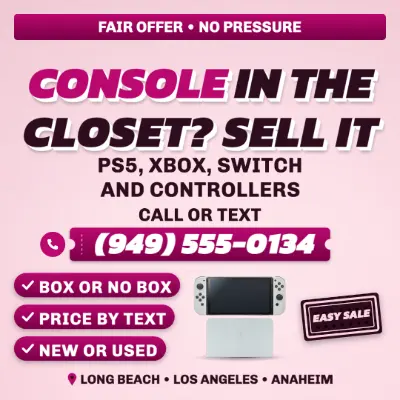 FAIR OFFER • NO PRESSURE
CONSOLE IN THE
CLOSET? SELL IT
PS5, XBOX, SWITCH
AND CONTROLLERS
CALL OR TEXT
(949) 555-0134
BOX OR NO BOX
PRICE BY TEXT
NEW OR USED
EASY SALE
LONG BEACH • LOS ANGELES • ANAHEIM